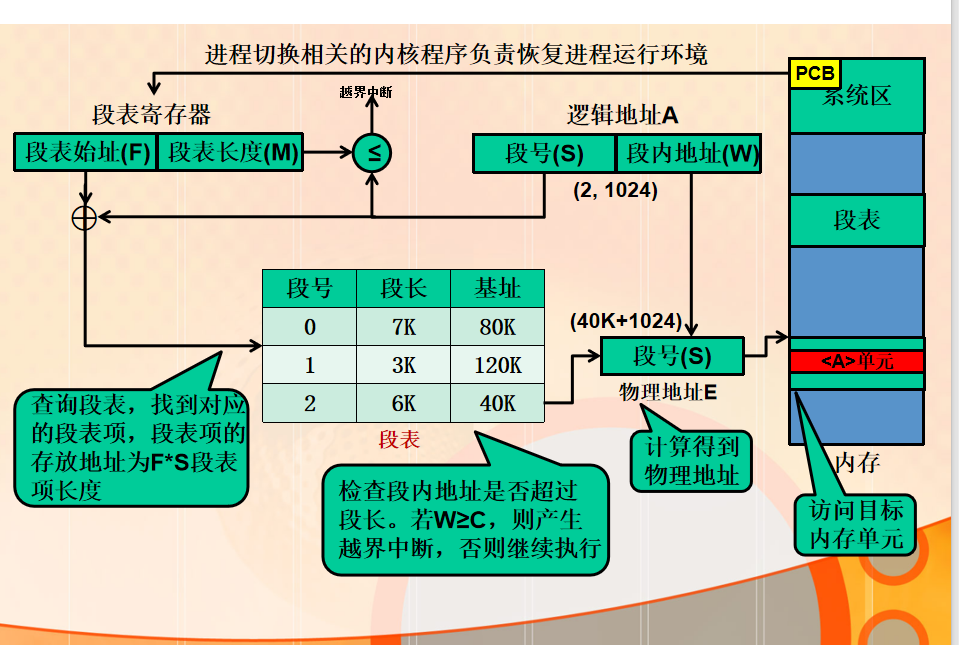 进程切换相关的内核程序负责恢复进程运行环境
PCB
系统区
越界中断
段表寄存器
逻辑地址A
段表始址(F)
段表长度(M)
≤
段号(S)
段内地址(W)
(2, 1024)
段表
段号 段长 基址
0 7K 80K
1 3K 120K
2 6K 40K
段表
(40K+1024)
段号(S)
物理地址E
<A>单元
内存
查询段表，找到对应
的段表项，段表项的
存放地址为F*S段表
项长度
检查段内地址是否超过
段长。若W≥C，则产生
越界中断，否则继续执行
计算得到
物理地址
访问目标
内存单元